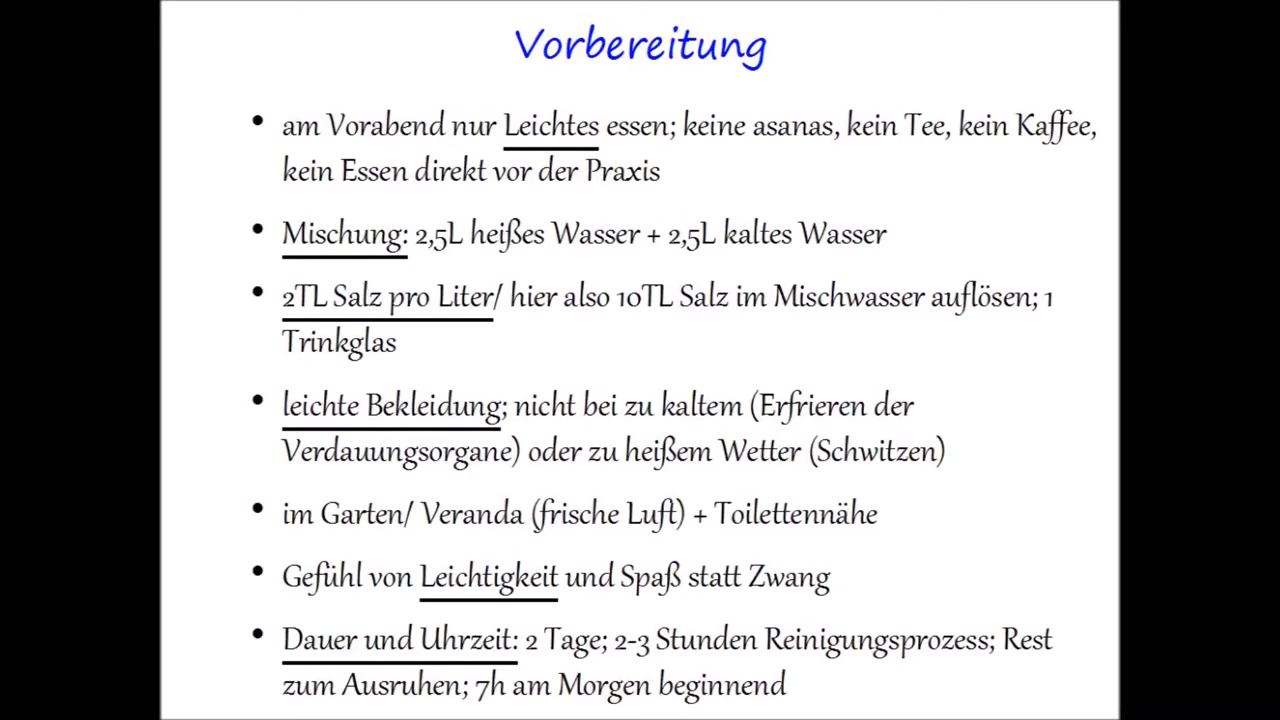 Vorbereitung
• am Vorabend nur Leichtes essen; keine asanas, kein Tee, kein Kaffee,
kein Essen direkt vor der Praxis
• Mischung: 2,5L heißes Wasser + 2,5L kaltes Wasser
• 2TL Salz pro Liter/ hier also 10TL Salz im Mischwasser auflösen; 1
Trinkglas
• leichte Bekleidung; nicht bei zu kaltem (Erfrieren der
Verdauungsorgane) oder zu heißem Wetter (Schwitzen)
• im Garten/ Veranda (frische Luft) + Toilettennähe
• Gefühl von Leichtigkeit und Spaß statt Zwang
• Dauer und Uhrzeit: 2 Tage; 2-3 Stunden Reinigungsprozess; Rest
zum Ausruhen; 7h am Morgen beginnend